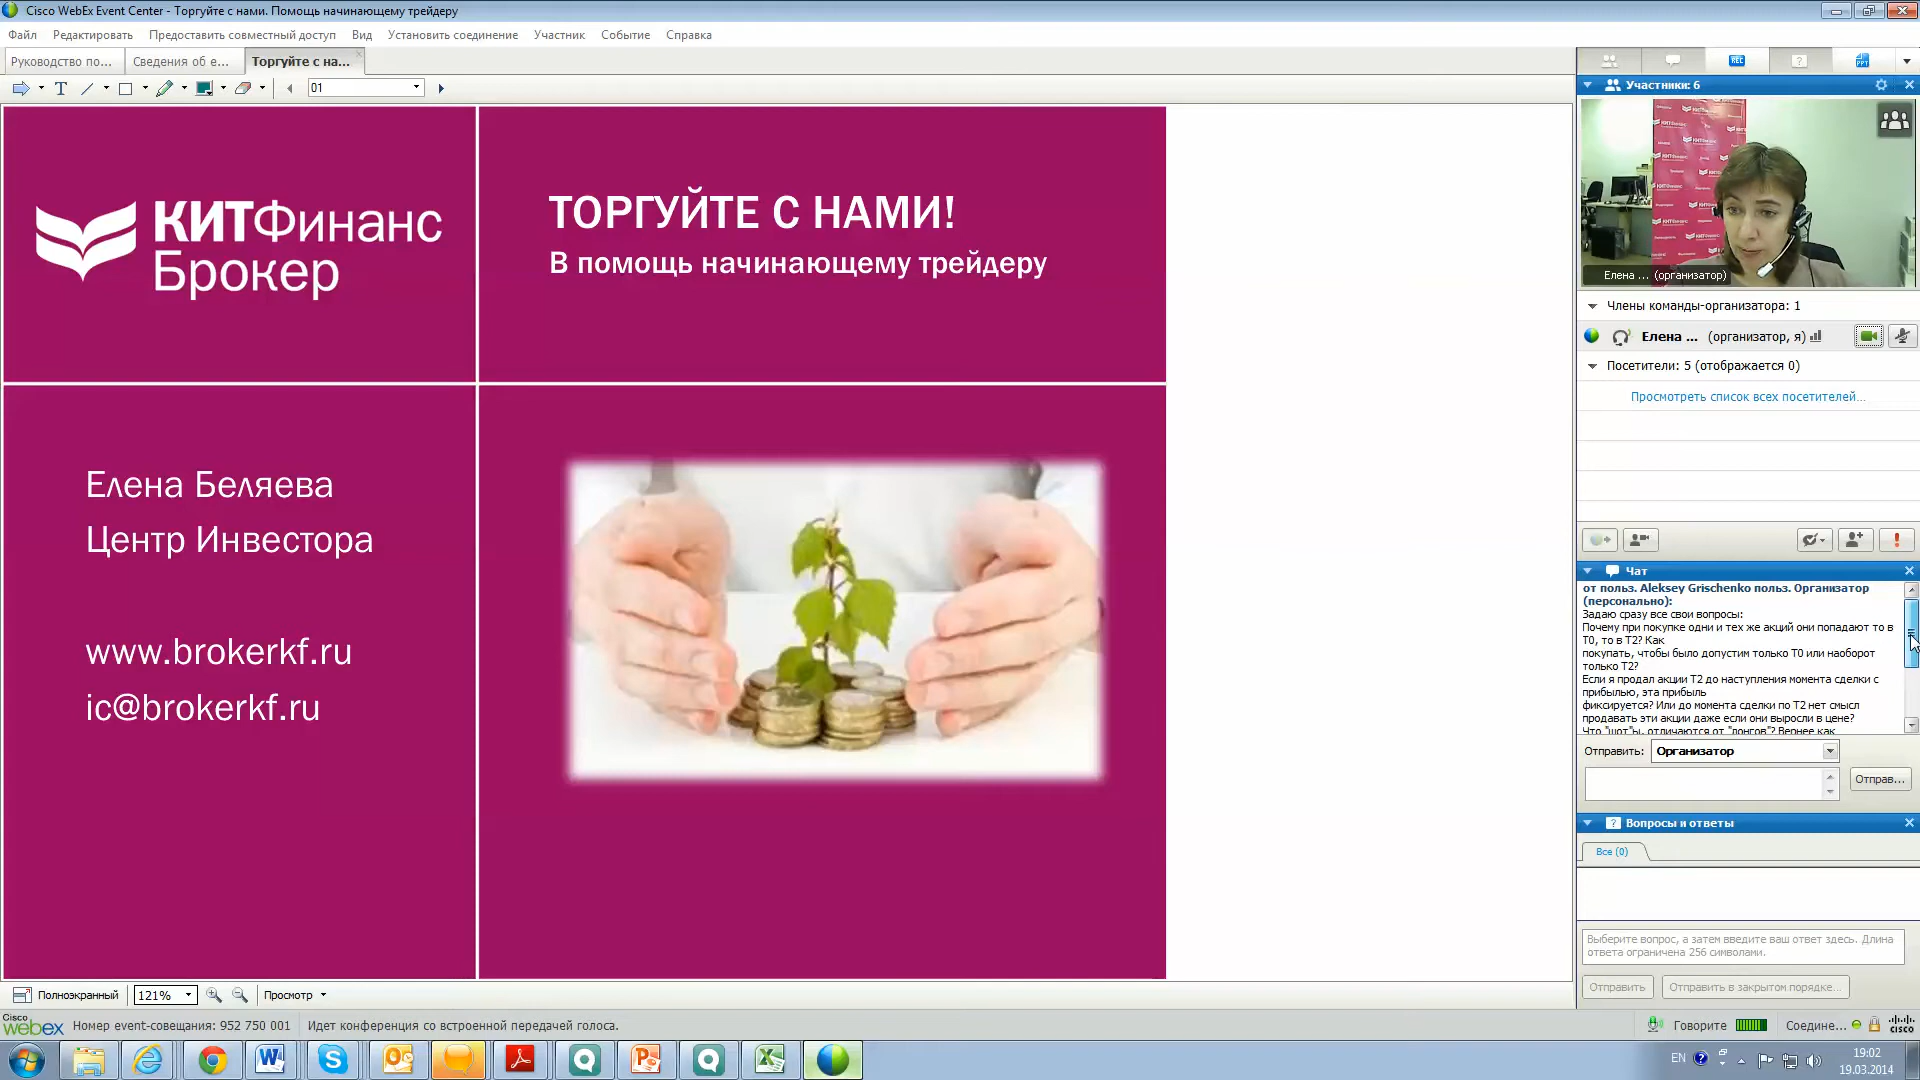 Cisco WebEx Event Center - Торгуйте с нами. Помощь начинающему трейдеру
Файл Редактировать Предоставить совместный доступ Вид Установить соединение Участник Событие Справка
Руководство по... Сведения об е... Торгуйте с на...
01
КИТФинанс
Брокер
ТОРГУЙТЕ С НАМИ!
В помощь начинающему трейдеру
Елена Беляева
Центр Инвестора
www.brokerkf.ru
ic@brokerkf.ru
Участники: 6
Елена ... (организатор)
Члены команды-организатора: 1
Елена ... (организатор, я)
Посетители: 5 (отображается 0)
Просмотреть список всех посетителей...
Чат
от польз. Aleksey Grischenko польз. Организатор
(персонально):
Задаю сразу все свои вопросы:
Почему при покупке одни и тех же акций они попадают то в
Т0, то в Т2? Как
покупать, чтобы было допустим только Т0 или наоборот
только Т2?
Если я продал акции Т2 до наступления момента сделки с
прибылью, эта прибыль
фиксируется? Или до момента сделки по Т2 нет смысл
продавать эти акции даже если они выросли в цене?
Что "шот"ы, отличаются от "лонгов"? Вернее как
Отправить: Организатор
Отправ...
Вопросы и ответы
Все (0)
Выберите вопрос, а затем введите ваш ответ здесь. Длина
ответа ограничена 256 символами.
Отправить Отправить в закрытом порядке...
Полноэкранный 121% Просмотр
Cisco webex Номер event-совещания: 952 750 001 Идет конференция со встроенной передачей голоса. Говорите Соедине... CISCO
EN 19:02
19.03.2014